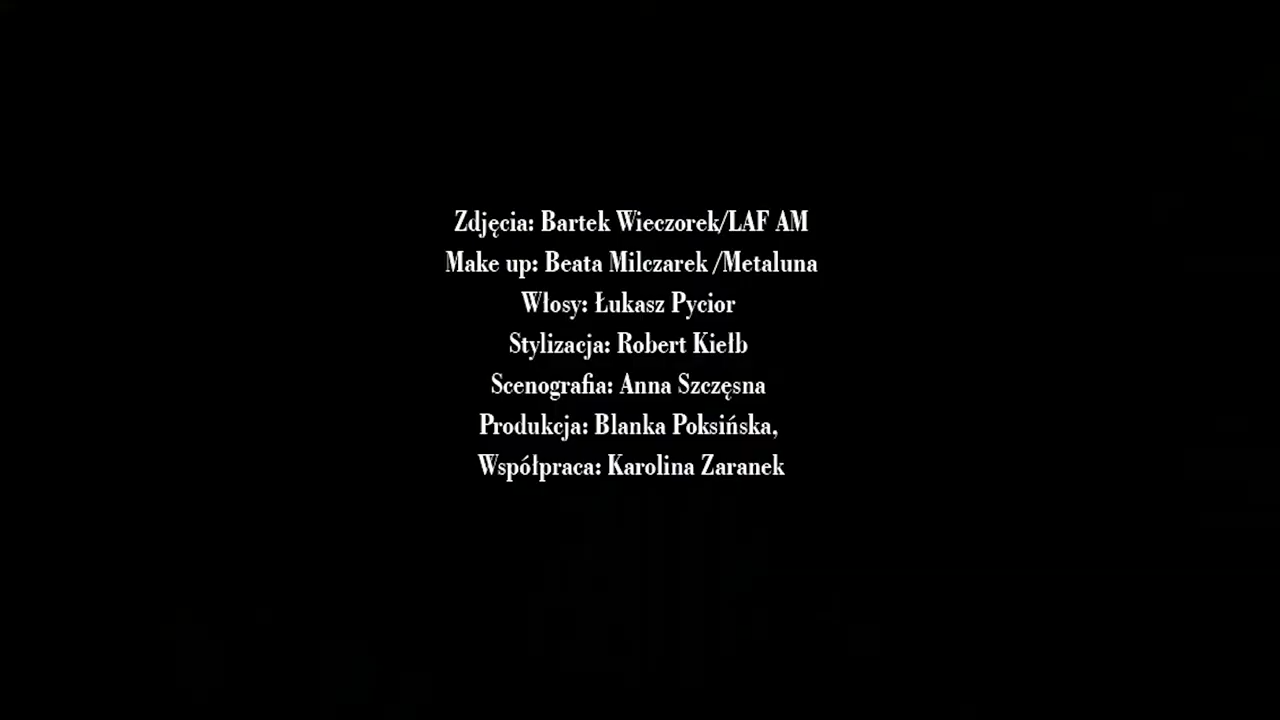 Zdjęcia: Bartek Wieczorek/LAF AM
Make up: Beata Milczarek /Metaluna
Włosy: Łukasz Pycior
Stylizacja: Robert Kiełb
Scenografia: Anna Szczęsna
Produkcja: Blanka Poksińska,
Współpraca: Karolina Zaranek